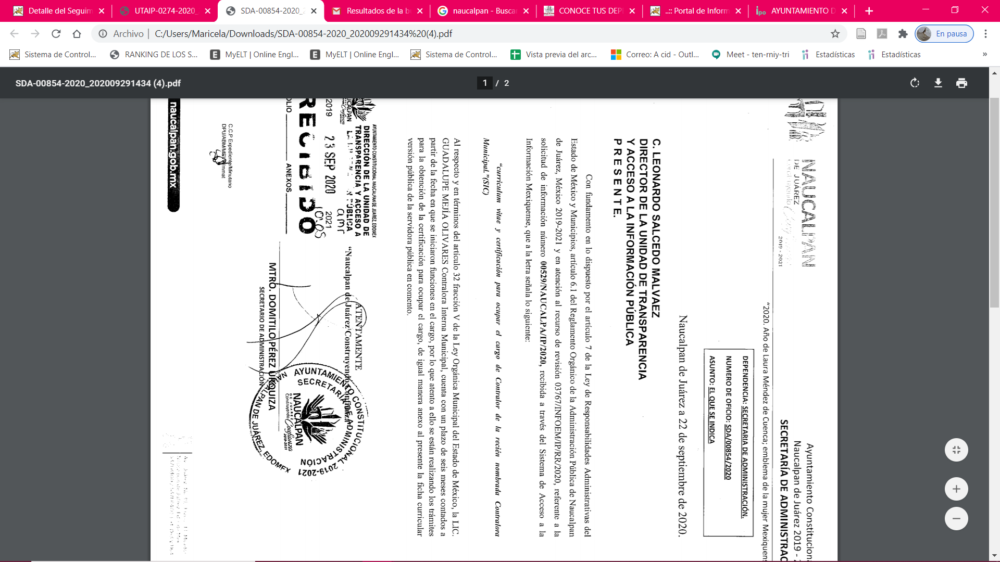 Detalle del Seguim
UTAIP-0274-2020_
SDA-00854-2020_2
Resultados de la b
naucalpan - Busca
CONOCE TUS DEP
..:: Portal de Inform
AYUNTAMIENTO D
Archivo | C:/Users/Maricela/Downloads/SDA-00854-2020_202009291434%20(4).pdf
En pausa
Sistema de Control...
RANKING DE LOS S...
MyELT | Online Engl...
MyELT | Online Engl...
Sistema de Control...
Vista previa del arc...
Correo: A cid - Outl...
Meet - ten-rniy-tri
Estadísticas
Estadísticas
»
SDA-00854-2020_202009291434 (4).pdf
1 / 2
NAUCALPAN
DE JUÁREZ
2019 - 2021
Ayuntamiento Constituciona
Naucalpan de Juárez 2019 - 2
SECRETARÍA DE ADMINISTRAC
"2020. Año de Laura Méndez de Cuenca; emblema de la mujer Mexiquens
DEPENDENCIA: SECRETARIA DE ADMINISTRACIÓN.
NUMERO DE OFICIO: SDA/00854/2020
ASUNTO: EL QUE SE INDICA
Naucalpan de Juárez a 22 de septiembre de 2020.
C. LEONARDO SALCEDO MALVAEZ
DIRECTOR DE LA UNIDAD DE TRANSPARENCIA
Y ACCESO A LA INFORMACIÓN PÚBLICA
P R E S E N T E.
Con fundamento en lo dispuesto por el artículo 7 de la Ley de Responsabilidades Administrativas del
Estado de México y Municipios, artículo 6.1 del Reglamento Orgánico de la Administración Pública de Naucalpan
de Juárez, México 2019-2021 y en atención al recurso de revisión 03767/INFOEM/IP/RR/2020, referente a la
solicitud de información número 00529/NAUCALPA/IP/2020, recibida a través del Sistema de Acceso a la
Información Mexiquense, que a la letra señala lo siguiente:
"curriculum vitae y certificación para ocupar el cargo de Contralor de la recién nombrada Contralora
Municipal."(SIC)
Al respecto y en términos del artículo 32 fracción V de la Ley Orgánica Municipal del Estado de México, la LIC.
GUADALUPE MEJÍA OLIVARES Contralora Interna Municipal, cuenta con un plazo de seis meses contados a
partir de la fecha en que se iniciaron funciones en el cargo, por lo que atento a ello se están realizando los trámites
para la obtención de la certificación para ocupar el cargo, de igual manera anexo al presente la ficha curricular
versión pública de la servidora pública en comento.
AYUNTAMIENTO CONSTITUCIONAL NAUCALPAN DE JUAREZ, EDOMEX
DIRECCIÓN DE LA UNIDAD DE
TRANSPARENCIA Y ACCESO A
PÚBLICA
2019
23 SEP 2020
2021
RECIBIDO
OLIO
ANEXOS
ATENTAMENTE
"Naucalpan de Juárez Construyendo Confianza"
MTRO. DOMITILO PÉREZ URQUIZA
SECRETARIO DE ADMINISTRACIÓN
AYUNTAMIENTO CONSTITUCIONAL 2019-2021
SECRETARÍA DE ADMINISTRACIÓN
NAUCALPAN
DE JUÁREZ
Construyendo Confianza
2019-2021
NAUCALPAN DE JUÁREZ, EDOMEX
C.C.P Expediente/Minutario
naucalpan.gob.mx